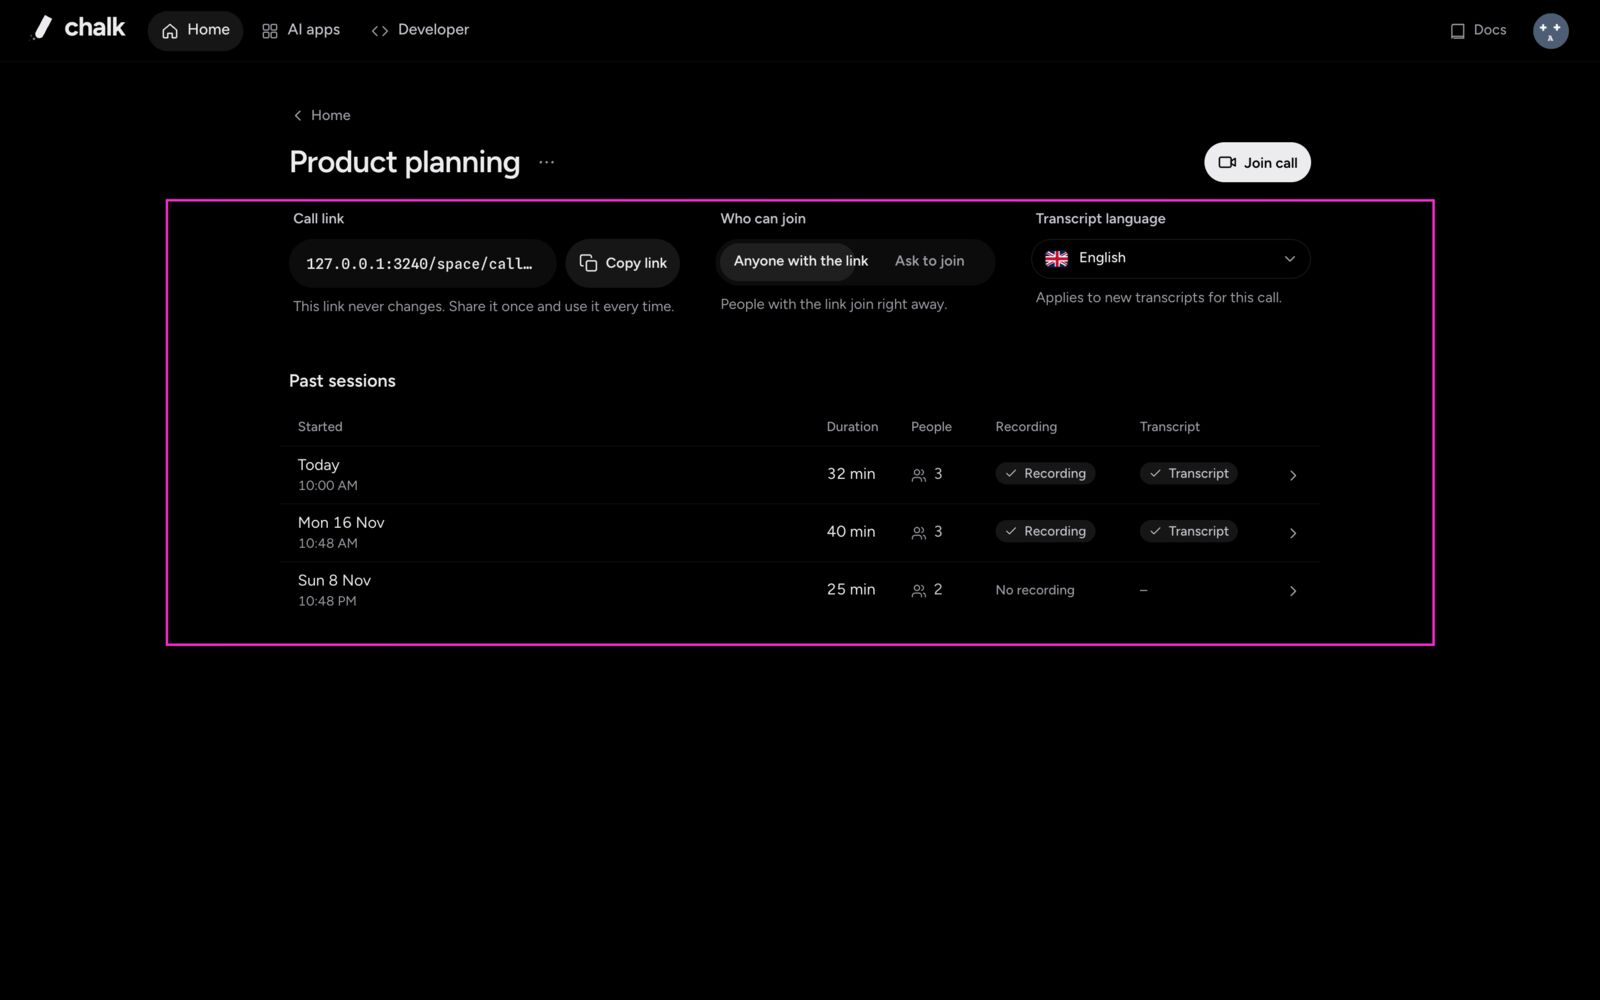 chalk
Home
AI apps
Developer
Docs
Home
Product planning
Join call
Call link
Who can join
Transcript language
127.0.0.1:3240/space/call…
Copy link
Anyone with the link
Ask to join
English
This link never changes. Share it once and use it every time.
People with the link join right away.
Applies to new transcripts for this call.
Past sessions
Started Duration People Recording Transcript
Today
10:00 AM
32 min 3 Recording Transcript
Mon 16 Nov
10:48 AM
40 min 3 Recording Transcript
Sun 8 Nov
10:48 PM
25 min 2 No recording –